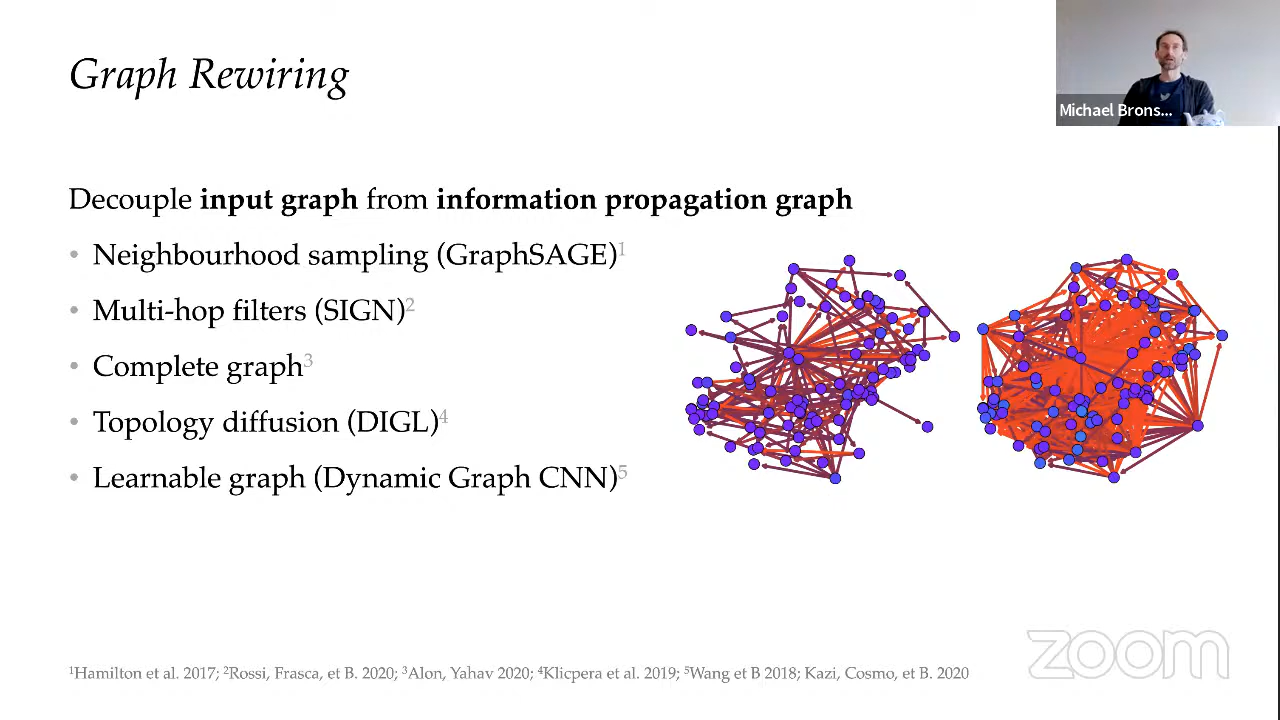 Graph Rewiring
Michael Brons...
Decouple input graph from information propagation graph
• Neighbourhood sampling (GraphSAGE)1
• Multi-hop filters (SIGN)2
• Complete graph3
• Topology diffusion (DIGL)4
• Learnable graph (Dynamic Graph CNN)5
1Hamilton et al. 2017; 2Rossi, Frasca, et B. 2020; 3Alon, Yahav 2020; 4Klicpera et al. 2019; 5Wang et B 2018; Kazi, Cosmo, et B. 2020
zoom